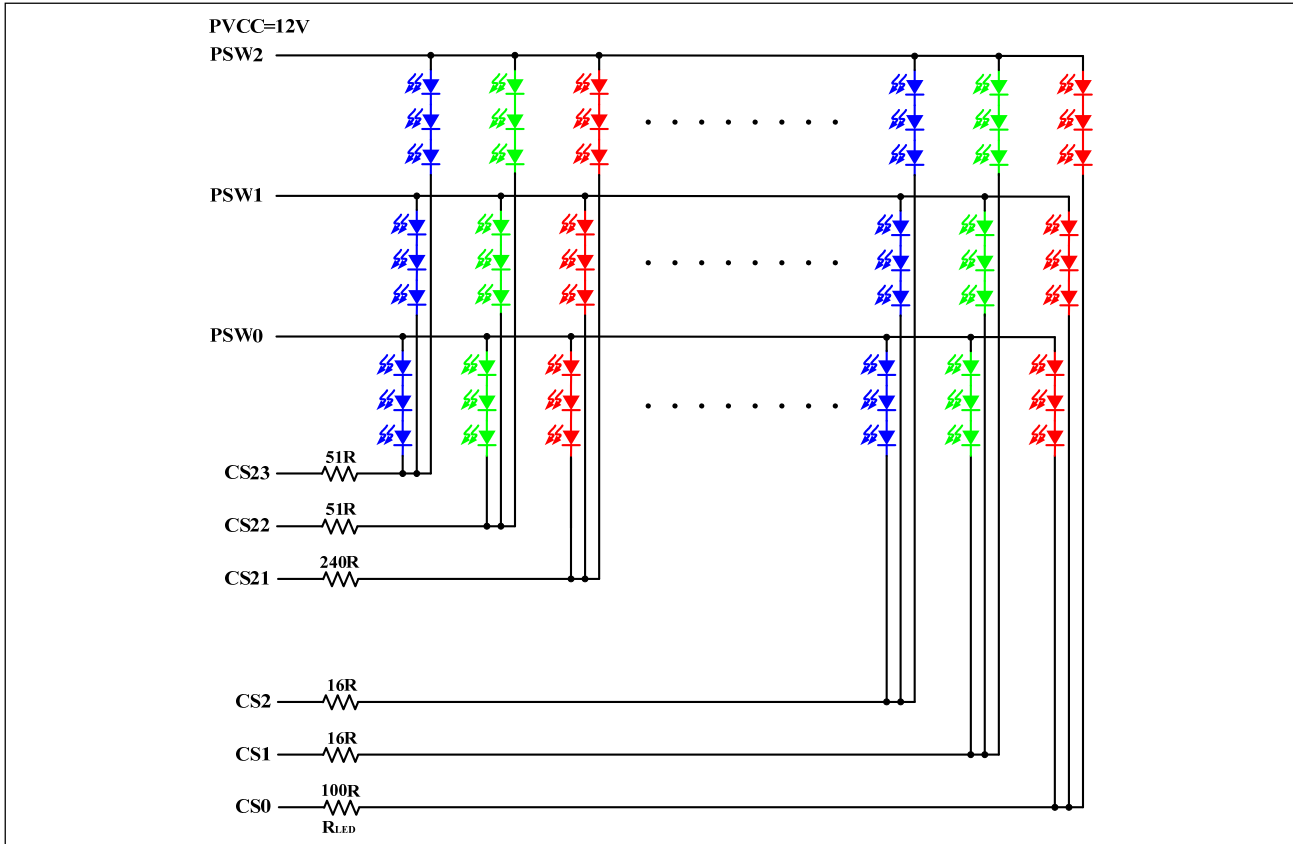 PVCC=12V
PSW2
PSW1
PSW0
51R
CS23
51R
CS22
240R
CS21
16R
CS2
16R
CS1
100R
CS0
RLED